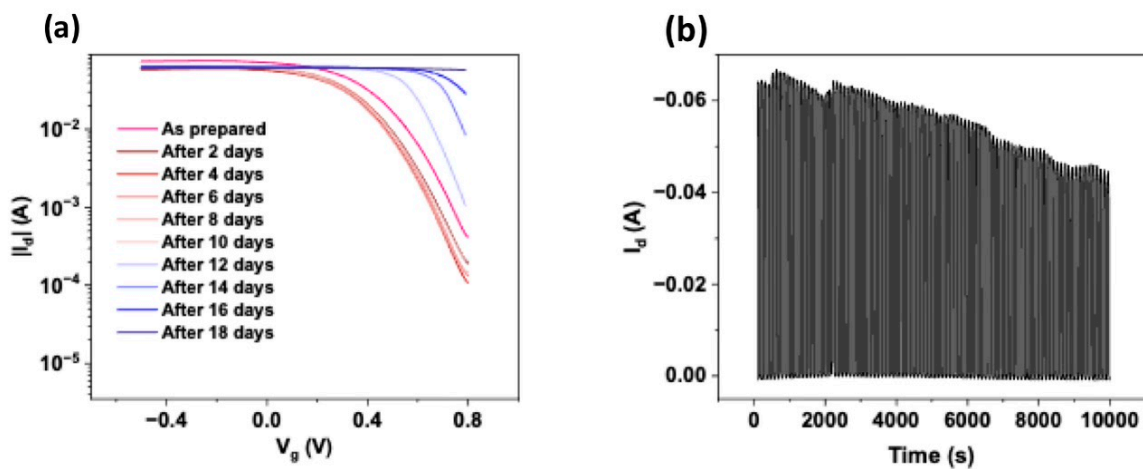 (a)
10⁻²
10⁻³
10⁻⁴
10⁻⁵
|I_d| (A)
As prepared
After 2 days
After 4 days
After 6 days
After 8 days
After 10 days
After 12 days
After 14 days
After 16 days
After 18 days
−0.4
0.0
0.4
0.8
V_g (V)
(b)
−0.06
−0.04
−0.02
0.00
I_d (A)
0
2000
4000
6000
8000
10000
Time (s)